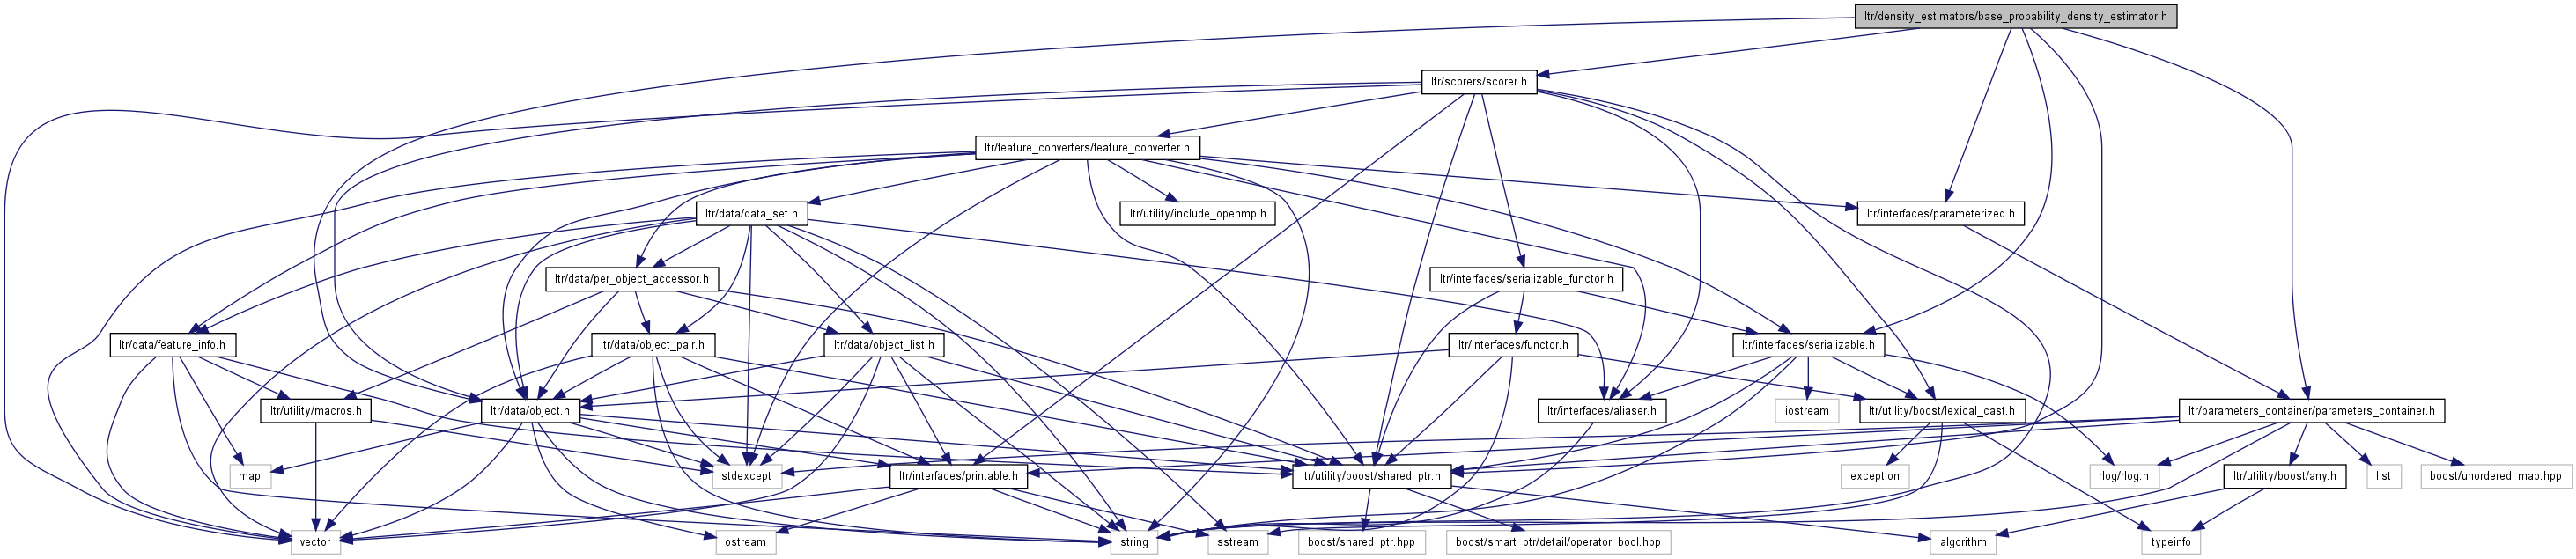 ltr/density_estimators/base_probability_density_estimator.h
ltr/scorers/scorer.h
ltr/feature_converters/feature_converter.h
ltr/data/data_set.h
ltr/utility/include_openmp.h
ltr/interfaces/parameterized.h
ltr/data/per_object_accessor.h
ltr/interfaces/serializable_functor.h
ltr/data/feature_info.h
ltr/data/object_pair.h
ltr/data/object_list.h
ltr/interfaces/functor.h
ltr/interfaces/serializable.h
ltr/utility/macros.h
ltr/data/object.h
ltr/interfaces/aliaser.h
iostream
ltr/utility/boost/lexical_cast.h
ltr/parameters_container/parameters_container.h
map
stdexcept
ltr/interfaces/printable.h
ltr/utility/boost/shared_ptr.h
exception
rlog/rlog.h
ltr/utility/boost/any.h
list
boost/unordered_map.hpp
vector
ostream
string
sstream
boost/shared_ptr.hpp
boost/smart_ptr/detail/operator_bool.hpp
algorithm
typeinfo